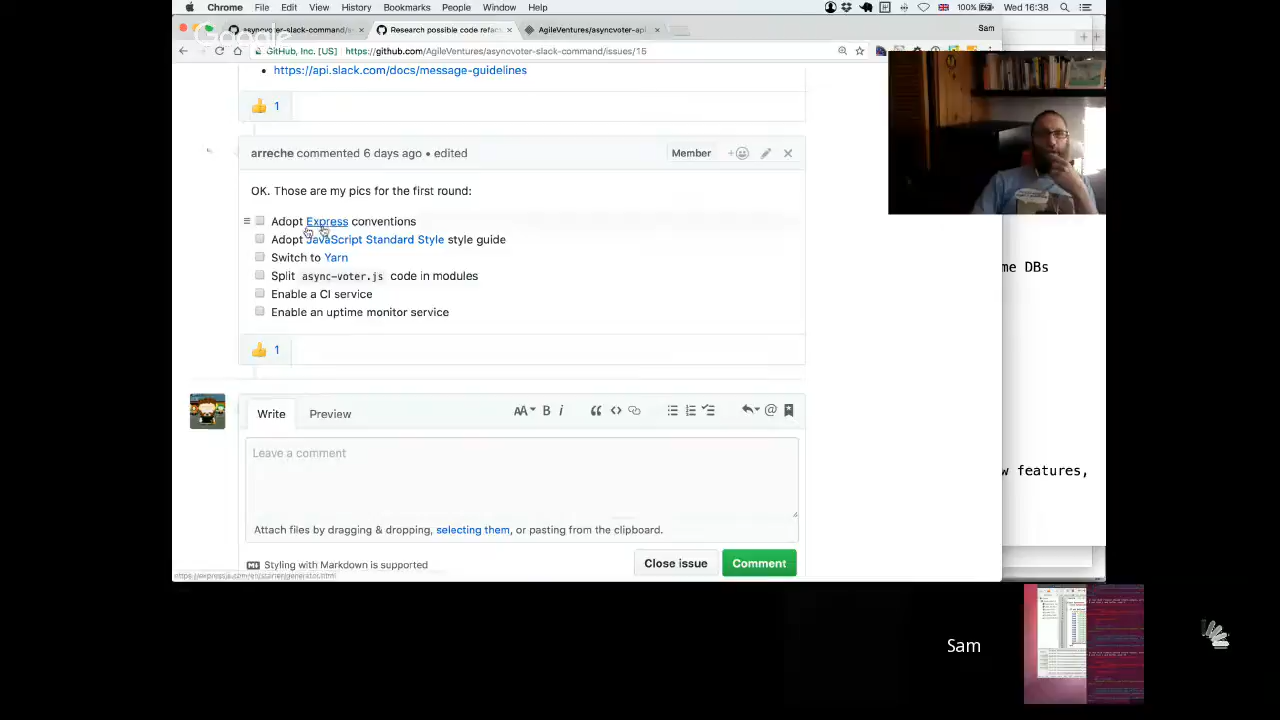 Chrome File Edit View History Bookmarks People Window Help 100% Wed 16:38
Research possible code refacs AgileVentures/asyncvoter-api Sam
GitHub, Inc. [US] https://github.com/AgileVentures/asyncvoter-slack-command/issues/15
https://api.slack.com/docs/message-guidelines
1
arreche commented 6 days ago • edited Member
OK. Those are my pics for the first round:
Adopt Express conventions
Adopt JavaScript Standard Style style guide
Switch to Yarn
Split async-voter.js code in modules
Enable a CI service
Enable an uptime monitor service
1
me DBs
w features,
Write Preview AA B i
Leave a comment
Attach files by dragging & dropping, selecting them, or pasting from the clipboard.
Styling with Markdown is supported Close issue Comment
Sam